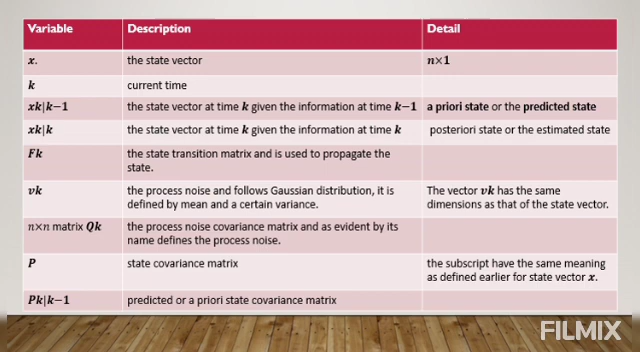 Variable Description Detail
x. the state vector n×1
k current time
xk|k−1 the state vector at time k given the information at time k−1 a priori state or the predicted state
xk|k the state vector at time k given the information at time k posteriori state or the estimated state
Fk the state transition matrix and is used to propagate the
state.
vk the process noise and follows Gaussian distribution, it is The vector vk has the same
defined by mean and a certain variance. dimensions as that of the state vector.
n×n matrix Qk the process noise covariance matrix and as evident by its
name defines the process noise.
P state covariance matrix the subscript have the same meaning
as defined earlier for state vector x.
Pk|k−1 predicted or a priori state covariance matrix
FILMIX